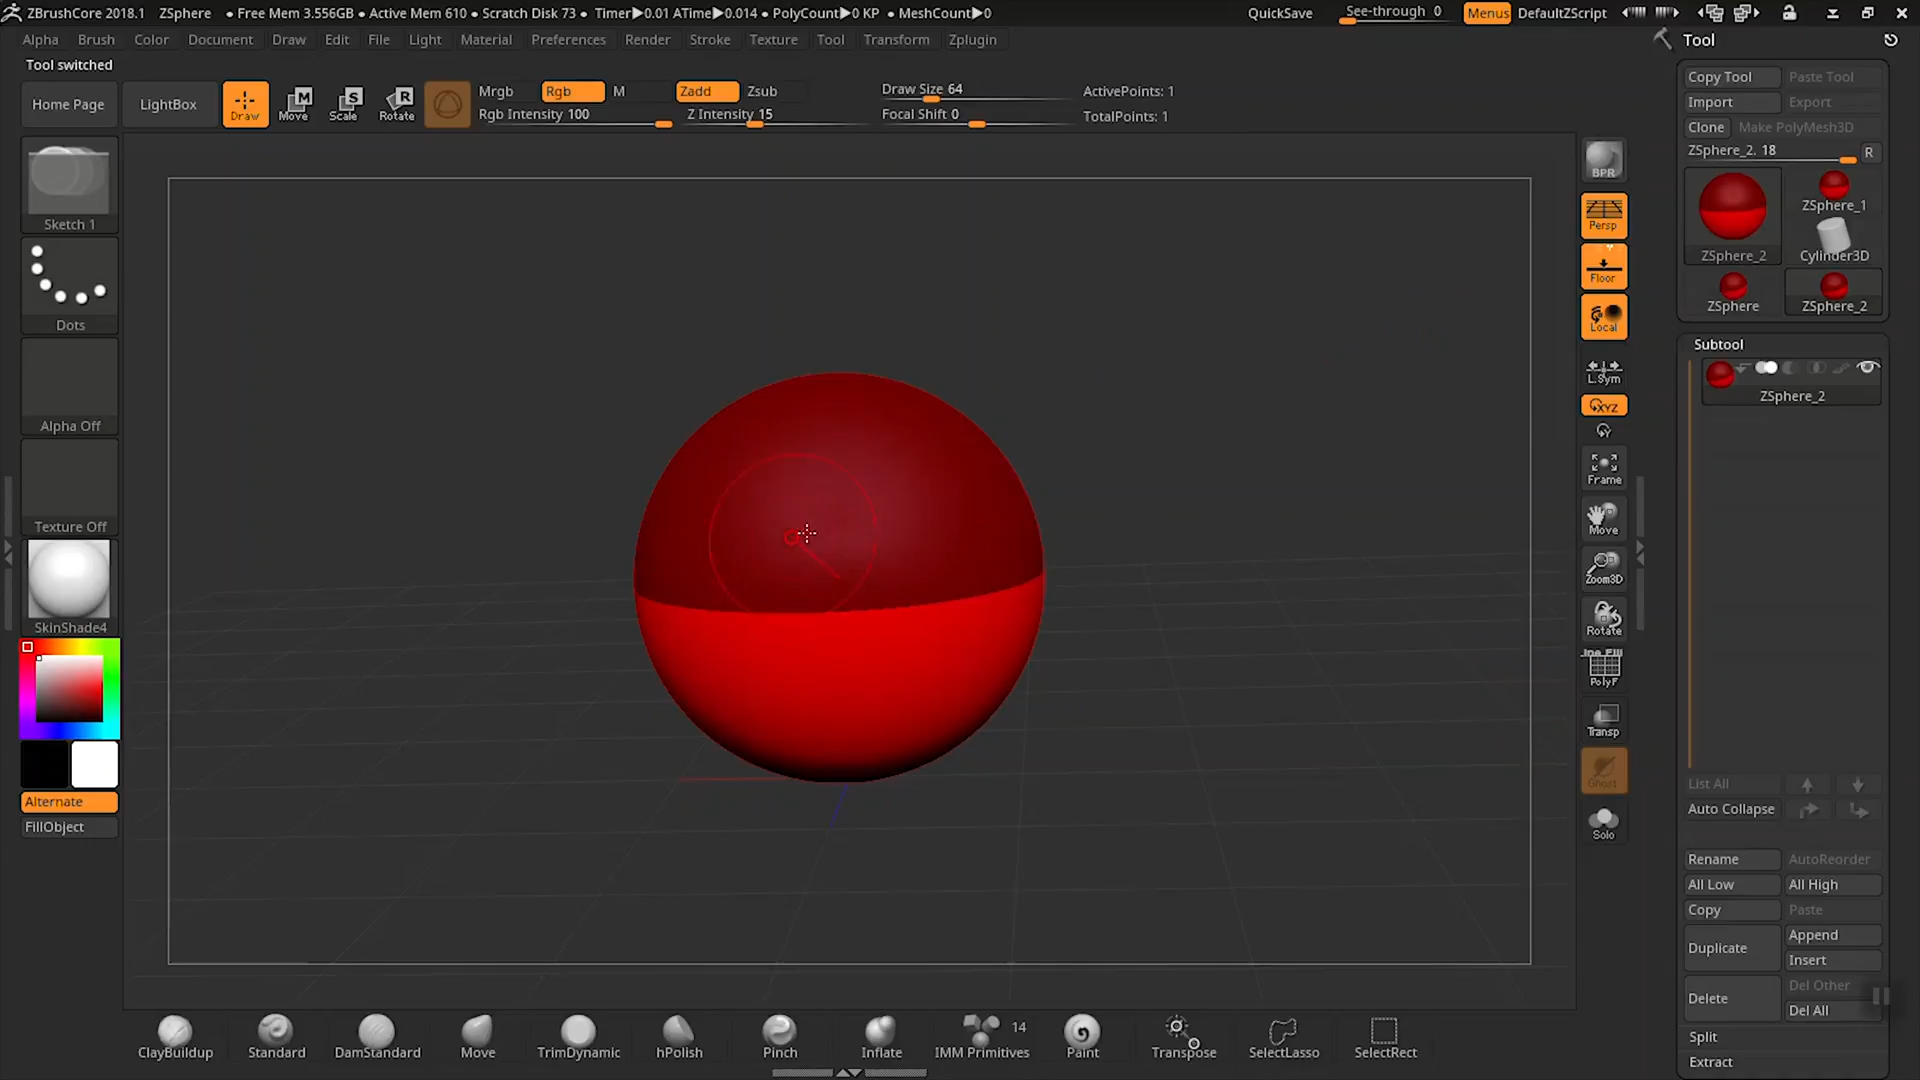 ZBrushCore 2018.1 ZSphere • Free Mem 3.556GB • Active Mem 610 • Scratch Disk 73 • Timer▶0.01 ATime▶0.014 • PolyCount▶0 KP • MeshCount▶0 QuickSave See-through 0 Menus DefaultZScript
Alpha Brush Color Document Draw Edit File Light Material Preferences Render Stroke Texture Tool Transform Zplugin
Tool switched
Home Page
LightBox
Draw
Move
Scale
Rotate
M
S
R
Mrgb Rgb M
Rgb Intensity 100
Zadd Zsub
Z Intensity 15
Draw Size 64
Focal Shift 0
ActivePoints: 1
TotalPoints: 1
Sketch 1
Dots
Alpha Off
Texture Off
SkinShade4
Alternate
FillObject
BPR
Persp
Floor
Local
L.Sym
XYZ
Y
Frame
Move
Zoom3D
Rotate
Line Fill
PolyF
Transp
Ghost
Solo
Tool
Copy Tool Paste Tool
Import Export
Clone Make PolyMesh3D
ZSphere_2. 18 R
ZSphere_2
ZSphere_1
Cylinder3D
ZSphere
ZSphere_2
Subtool
ZSphere_2
List All
Auto Collapse
Rename AutoReorder
All Low All High
Copy Paste
Duplicate Append
Insert
Delete Del Other
Del All
Split
Extract
ClayBuildup
Standard
DamStandard
Move
TrimDynamic
hPolish
Pinch
Inflate
14
IMM Primitives
Paint
Transpose
SelectLasso
SelectRect